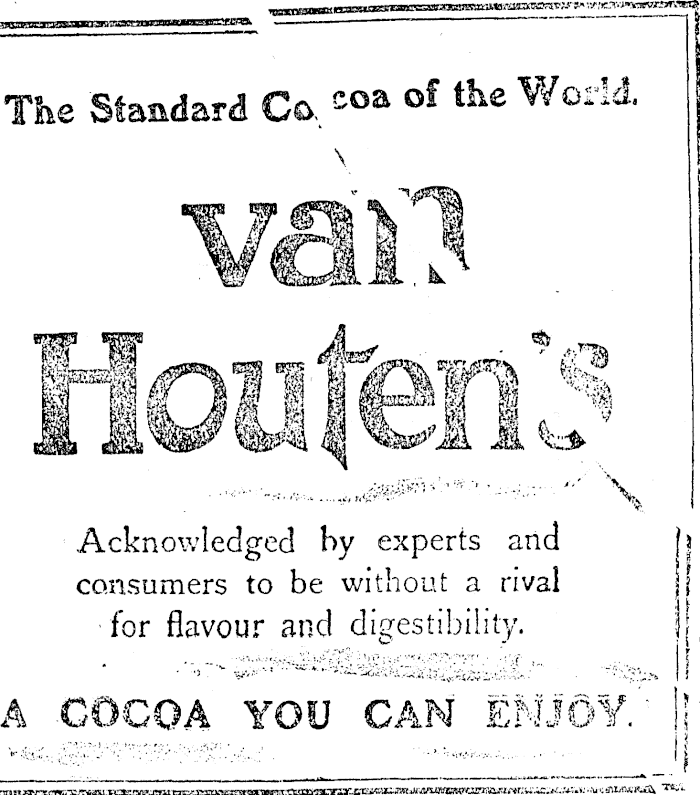 The Standard Cocoa of the World.
van
Houten's
Acknowledged by experts and
consumers to be without a rival
for flavour and digestibility.
A COCOA YOU CAN ENJOY.